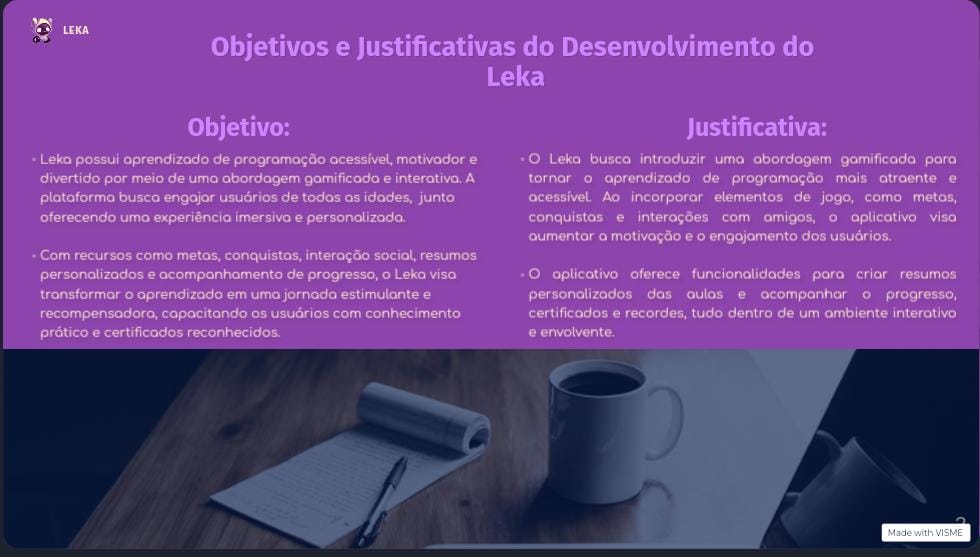 LEKA
Objetivos e Justificativas do Desenvolvimento do
Leka
Objetivo:
• Leka possui aprendizado de programação acessível, motivador e
divertido por meio de uma abordagem gamificada e interativa. A
plataforma busca engajar usuários de todas as idades, junto
oferecendo uma experiência imersiva e personalizada.
• Com recursos como metas, conquistas, interação social, resumos
personalizados e acompanhamento de progresso, o Leka visa
transformar o aprendizado em uma jornada estimulante e
recompensadora, capacitando os usuários com conhecimento
prático e certificados reconhecidos.
Justificativa:
• O Leka busca introduzir uma abordagem gamificada para
tornar o aprendizado de programação mais atraente e
acessível. Ao incorporar elementos de jogo, como metas,
conquistas e interações com amigos, o aplicativo visa
aumentar a motivação e o engajamento dos usuários.
• O aplicativo oferece funcionalidades para criar resumos
personalizados das aulas e acompanhar o progresso,
certificados e recordes, tudo dentro de um ambiente interativo
e envolvente.
Made with VISME